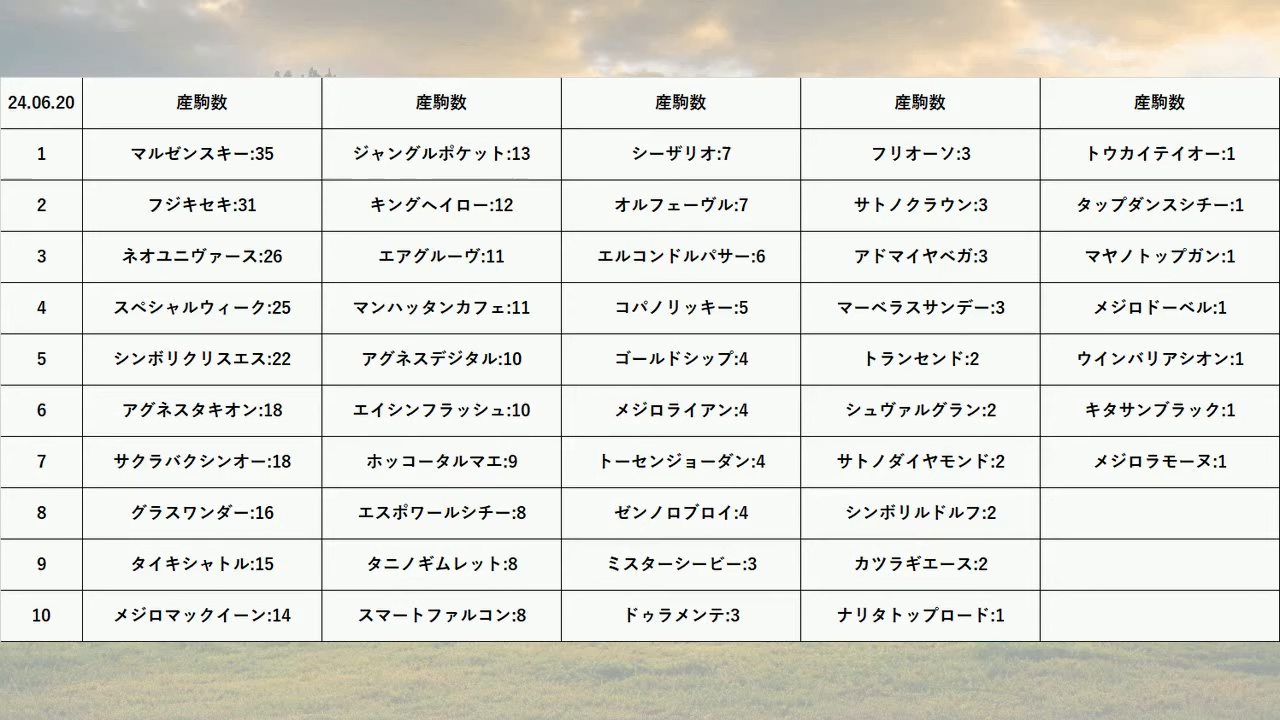 24.06.20 産駒数 産駒数 産駒数 産駒数 産駒数
1 マルゼンスキー:35 ジャングルポケット:13 シーザリオ:7 フリオーソ:3 トウカイテイオー:1
2 フジキセキ:31 キングヘイロー:12 オルフェーヴル:7 サトノクラウン:3 タップダンスシチー:1
3 ネオユニヴァース:26 エアグルーヴ:11 エルコンドルパサー:6 アドマイヤベガ:3 マヤノトップガン:1
4 スペシャルウィーク:25 マンハッタンカフェ:11 コパノリッキー:5 マーベラスサンデー:3 メジロドーベル:1
5 シンボリクリスエス:22 アグネスデジタル:10 ゴールドシップ:4 トランセンド:2 ウインバリアシオン:1
6 アグネスタキオン:18 エイシンフラッシュ:10 メジロライアン:4 シュヴァルグラン:2 キタサンブラック:1
7 サクラバクシンオー:18 ホッコータルマエ:9 トーセンジョーダン:4 サトノダイヤモンド:2 メジロラモーヌ:1
8 グラスワンダー:16 エスポワールシチー:8 ゼンノロブロイ:4 シンボリルドルフ:2
9 タイキシャトル:15 タニノギムレット:8 ミスターシービー:3 カツラギエース:2
10 メジロマックイーン:14 スマートファルコン:8 ドゥラメンテ:3 ナリタトップロード:1